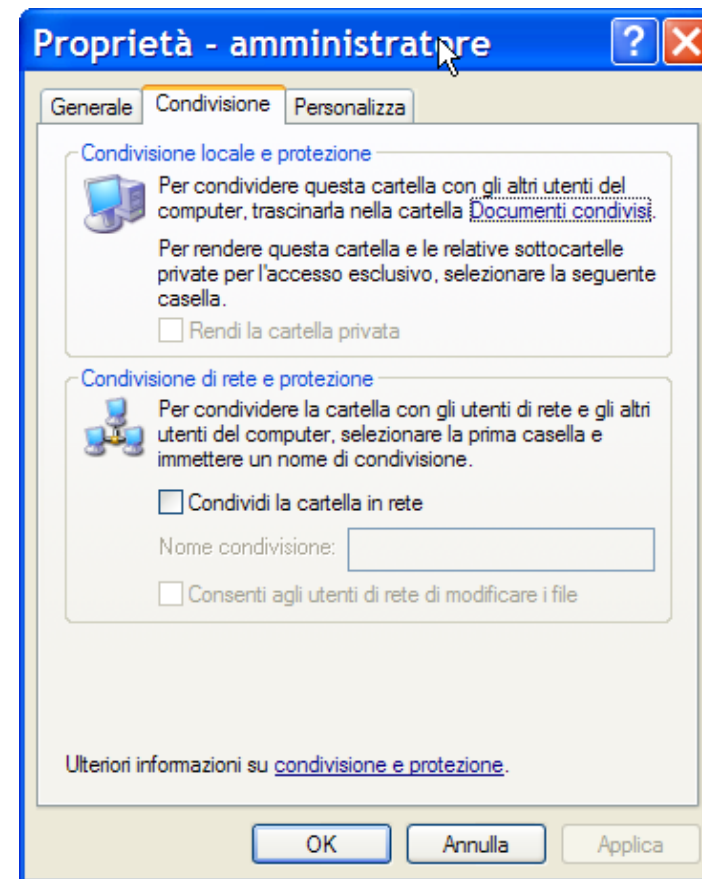 Proprietà - amministratore
Generale Condivisione Personalizza
Condivisione locale e protezione
Per condividere questa cartella con gli altri utenti del
computer, trascinarla nella cartella Documenti condivisi.
Per rendere questa cartella e le relative sottocartelle
private per l'accesso esclusivo, selezionare la seguente
casella.
Rendi la cartella privata
Condivisione di rete e protezione
Per condividere la cartella con gli utenti di rete e gli altri
utenti del computer, selezionare la prima casella e
immettere un nome di condivisione.
Condividi la cartella in rete
Nome condivisione:
Consenti agli utenti di rete di modificare i file
Ulteriori informazioni su condivisione e protezione.
OK Annulla Applica